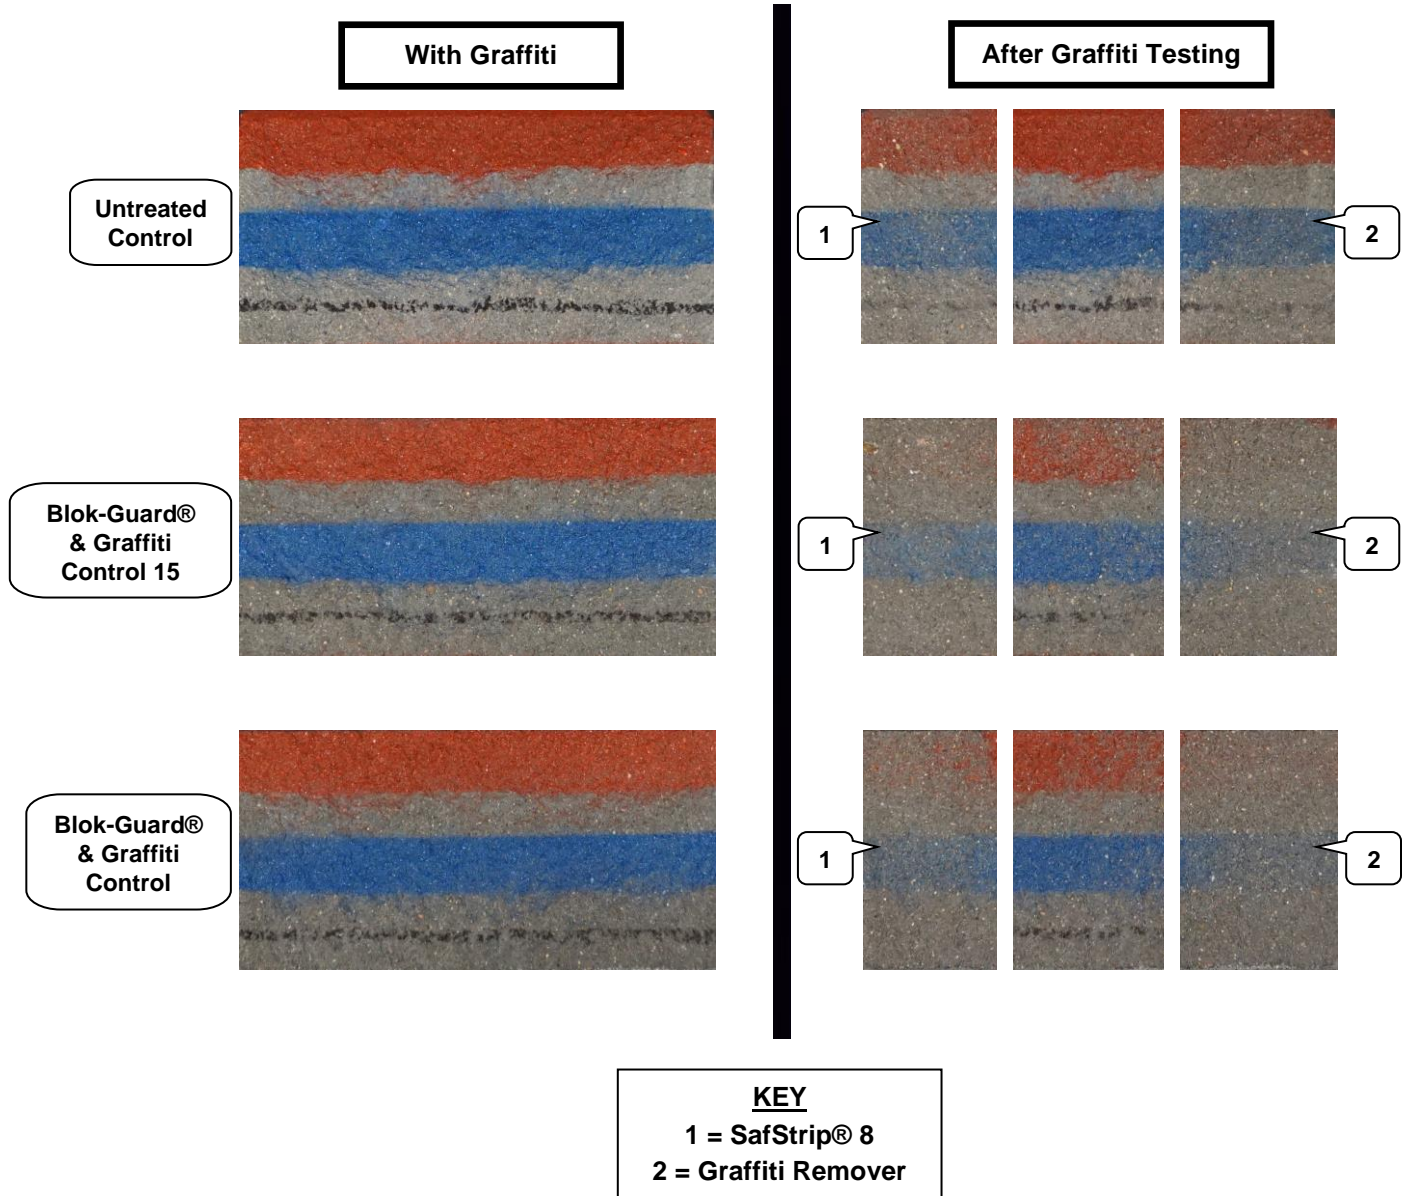 With Graffiti
After Graffiti Testing
Untreated
Control
1
2
Blok-Guard®
& Graffiti
Control 15
1
2
Blok-Guard®
& Graffiti
Control
1
2
KEY
1 = SafStrip® 8
2 = Graffiti Remover